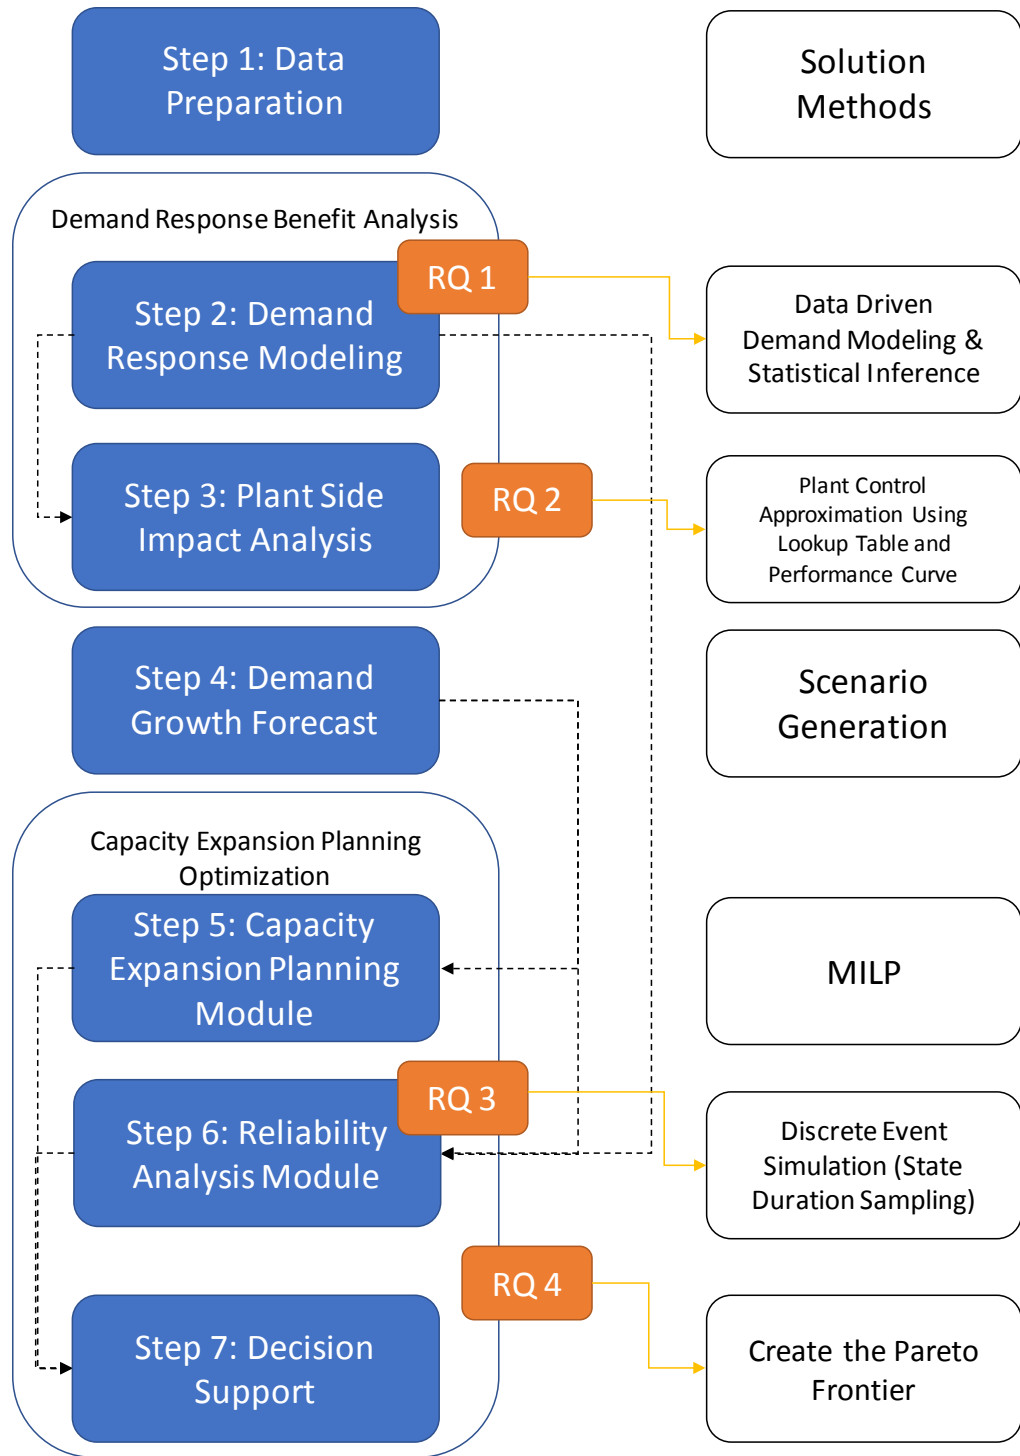 Step 1: Data
Preparation
Solution
Methods
Demand Response Benefit Analysis
RQ 1
Step 2: Demand
Response Modeling
Data Driven
Demand Modeling &
Statistical Inference
Step 3: Plant Side
Impact Analysis
RQ 2
Plant Control
Approximation Using
Lookup Table and
Performance Curve
Step 4: Demand
Growth Forecast
Scenario
Generation
Capacity Expansion Planning
Optimization
Step 5: Capacity
Expansion Planning
Module
MILP
RQ 3
Step 6: Reliability
Analysis Module
Discrete Event
Simulation (State
Duration Sampling)
RQ 4
Step 7: Decision
Support
Create the Pareto
Frontier